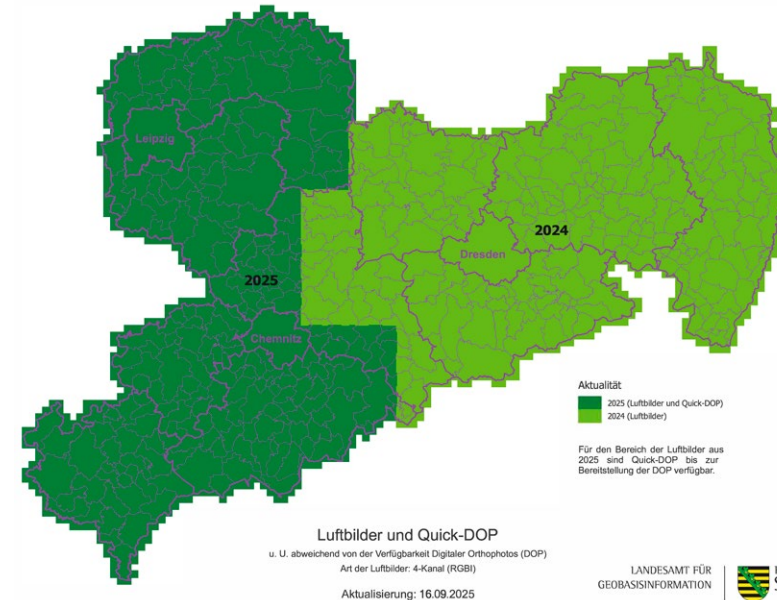 Leipzig
2024
Dresden
2025
Chemnitz
Aktualität
2025 (Luftbilder und Quick-DOP)
2024 (Luftbilder)
Für den Bereich der Luftbilder aus
2025 sind Quick-DOP bis zur
Bereitstellung der DOP verfügbar.
Luftbilder und Quick-DOP
u. U. abweichend von der Verfügbarkeit Digitaler Orthophotos (DOP)
Art der Luftbilder: 4-Kanal (RGBI)
Aktualisierung: 16.09.2025
LANDESAMT FÜR
GEOBASISINFORMATION